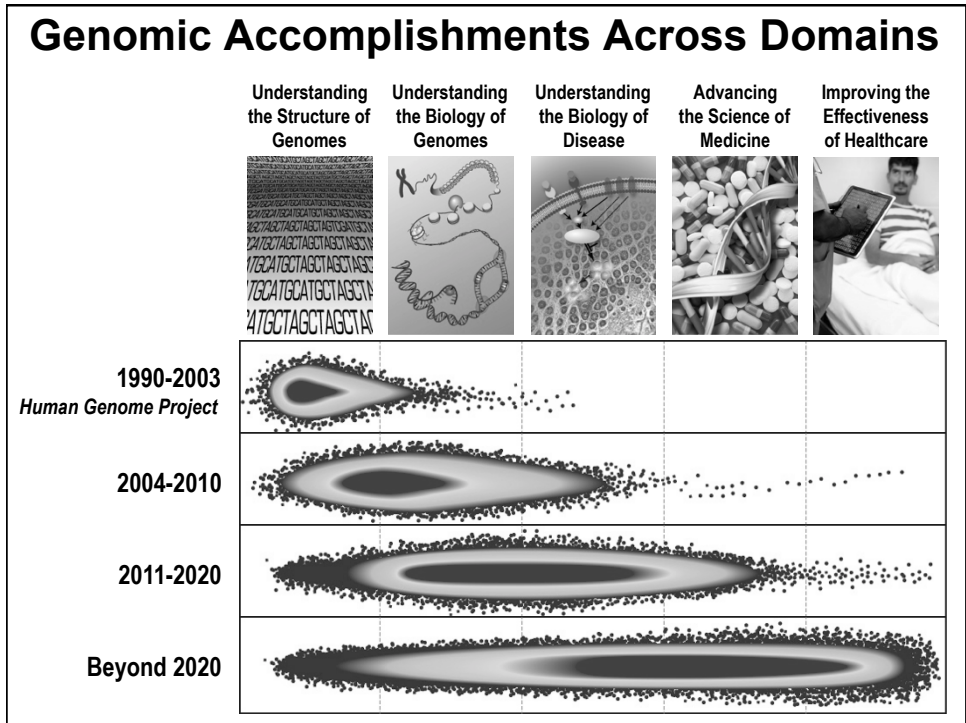 Genomic Accomplishments Across Domains
Understanding
the Structure of
Genomes
Understanding
the Biology of
Genomes
Understanding
the Biology of
Disease
Advancing
the Science of
Medicine
Improving the
Effectiveness
of Healthcare
1990-2003
Human Genome Project
2004-2010
2011-2020
Beyond 2020